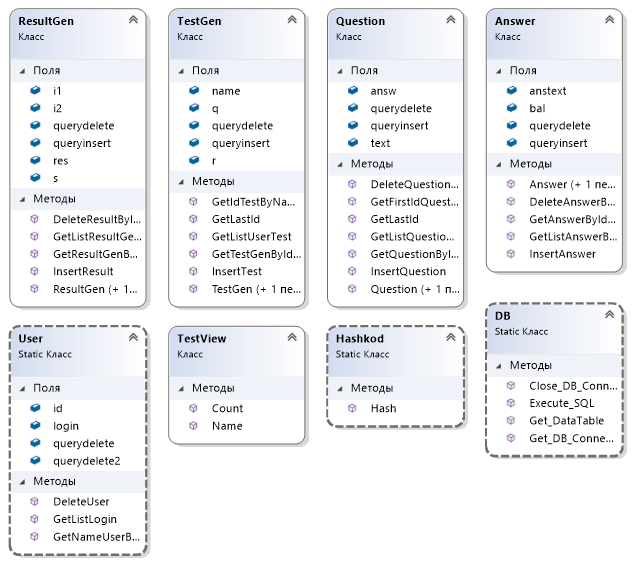 ResultGen
Класс
Поля
i1
i2
querydelete
queryinsert
res
s
Методы
DeleteResultByI...
GetListResultGe...
GetResultGenB...
InsertResult
ResultGen (+ 1...
TestGen
Класс
Поля
name
q
querydelete
queryinsert
r
Методы
GetIdTestByNa...
GetLastId
GetListUserTest
GetTestGenById...
InsertTest
TestGen (+ 1 пе...
Question
Класс
Поля
answ
querydelete
queryinsert
text
Методы
DeleteQuestion...
GetFirstIdQuest...
GetLastId
GetListQuestio...
GetQuestionByI...
InsertQuestion
Question (+ 1 п...
Answer
Класс
Поля
anstext
bal
querydelete
queryinsert
Методы
Answer (+ 1 пе...
DeleteAnswerB...
GetAnswerById...
GetListAnswerB...
InsertAnswer
User
Static Класс
Поля
id
login
querydelete
querydelete2
Методы
DeleteUser
GetListLogin
GetNameUserB...
TestView
Класс
Методы
Count
Name
Hashkod
Static Класс
Методы
Hash
DB
Static Класс
Методы
Close_DB_Conn...
Execute_SQL
Get_DataTable
Get_DB_Conne...